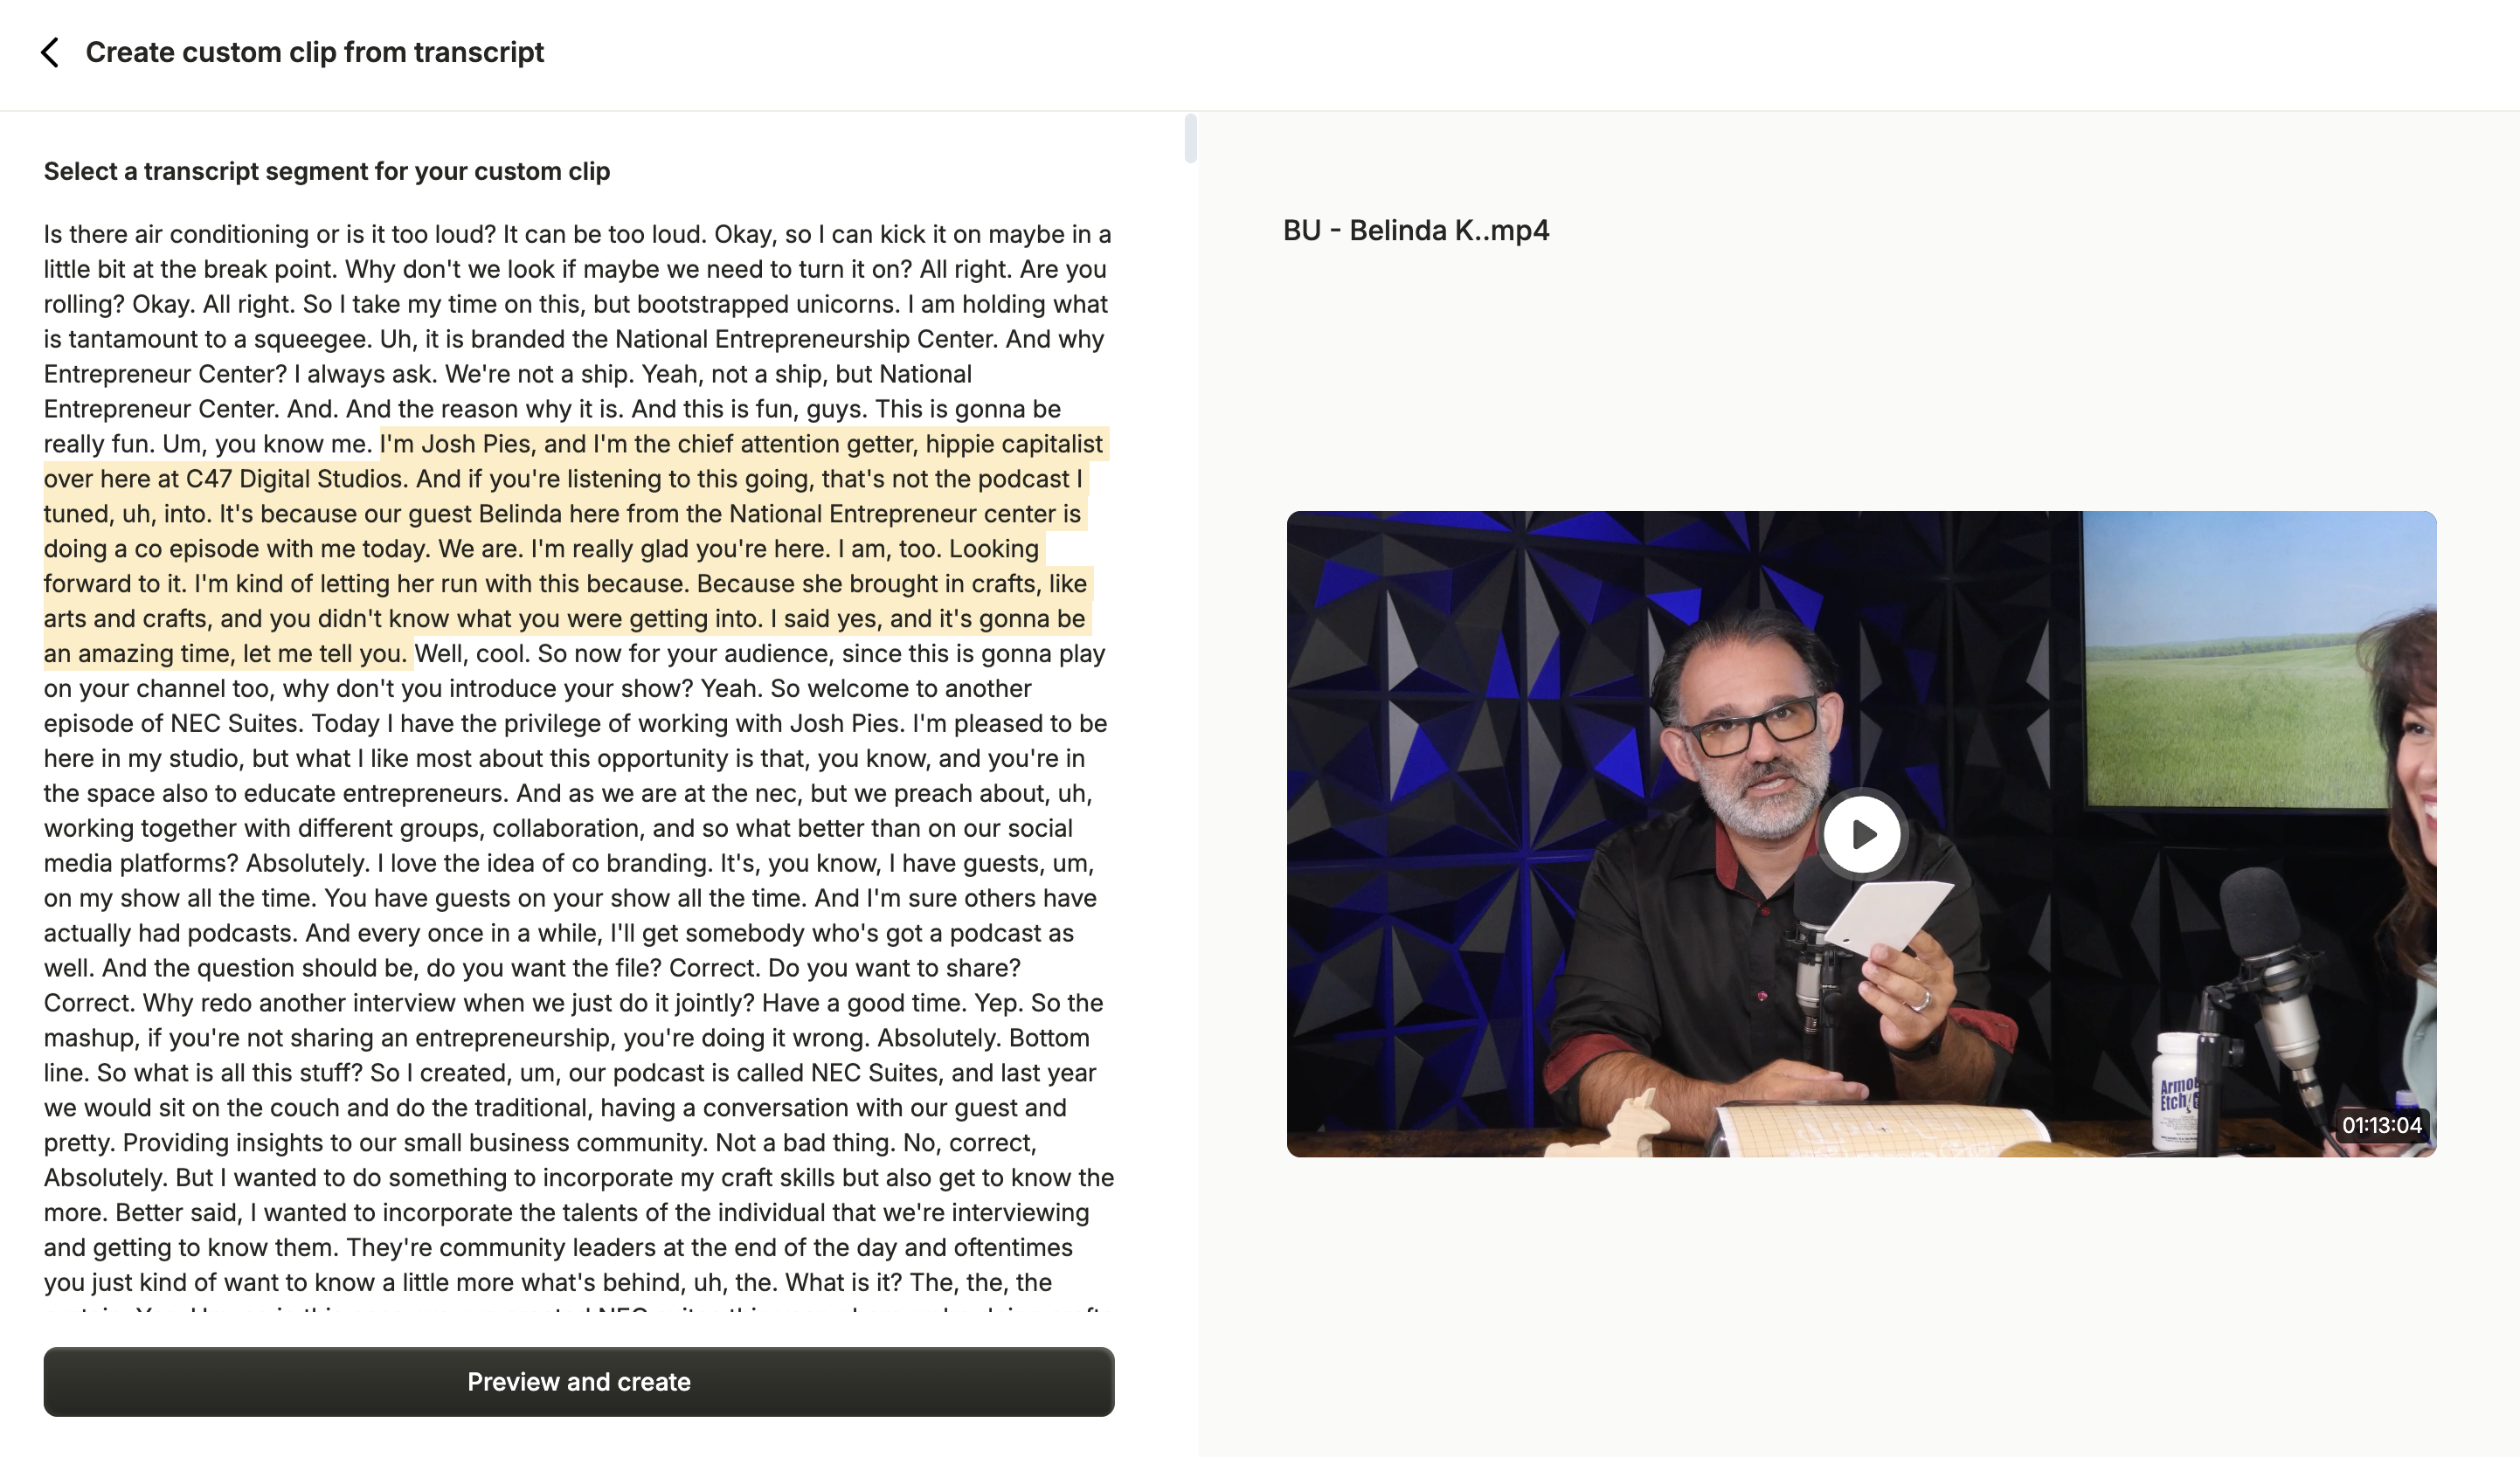 Create custom clip from transcript
Select a transcript segment for your custom clip
Is there air conditioning or is it too loud? It can be too loud. Okay, so I can kick it on maybe in a
little bit at the break point. Why don't we look if maybe we need to turn it on? All right. Are you
rolling? Okay. All right. So I take my time on this, but bootstrapped unicorns. I am holding what
is tantamount to a squeegee. Uh, it is branded the National Entrepreneurship Center. And why
Entrepreneur Center? I always ask. We're not a ship. Yeah, not a ship, but National
Entrepreneur Center. And. And the reason why it is. And this is fun, guys. This is gonna be
really fun. Um, you know me. I'm Josh Pies, and I'm the chief attention getter, hippie capitalist
over here at C47 Digital Studios. And if you're listening to this going, that's not the podcast I
tuned, uh, into. It's because our guest Belinda here from the National Entrepreneur center is
doing a co episode with me today. We are. I'm really glad you're here. I am, too. Looking
forward to it. I'm kind of letting her run with this because. Because she brought in crafts, like
arts and crafts, and you didn't know what you were getting into. I said yes, and it's gonna be
an amazing time, let me tell you. Well, cool. So now for your audience, since this is gonna play
on your channel too, why don't you introduce your show? Yeah. So welcome to another
episode of NEC Suites. Today I have the privilege of working with Josh Pies. I'm pleased to be
here in my studio, but what I like most about this opportunity is that, you know, and you're in
the space also to educate entrepreneurs. And as we are at the nec, but we preach about, uh,
working together with different groups, collaboration, and so what better than on our social
media platforms? Absolutely. I love the idea of co branding. It's, you know, I have guests, um,
on my show all the time. You have guests on your show all the time. And I'm sure others have
actually had podcasts. And every once in a while, I'll get somebody who's got a podcast as
well. And the question should be, do you want the file? Correct. Do you want to share?
Correct. Why redo another interview when we just do it jointly? Have a good time. Yep. So the
mashup, if you're not sharing an entrepreneurship, you're doing it wrong. Absolutely. Bottom
line. So what is all this stuff? So I created, um, our podcast is called NEC Suites, and last year
we would sit on the couch and do the traditional, having a conversation with our guest and
pretty. Providing insights to our small business community. Not a bad thing. No, correct,
Absolutely. But I wanted to do something to incorporate my craft skills but also get to know the
more. Better said, I wanted to incorporate the talents of the individual that we're interviewing
and getting to know them. They're community leaders at the end of the day and oftentimes
you just kind of want to know a little more what's behind, uh, the. What is it? The, the, the
Preview and create
BU - Belinda K..mp4
Armour
Etch
01:13:04